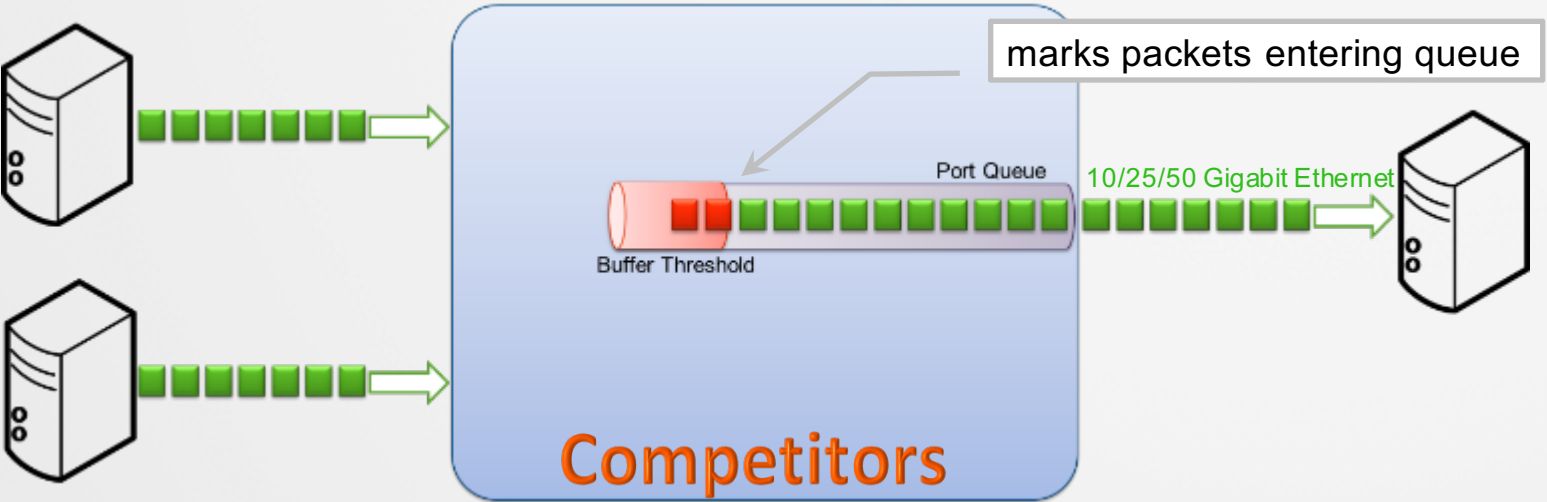 marks packets entering queue
Port Queue
10/25/50 Gigabit Ethernet
Buffer Threshold
Competitors